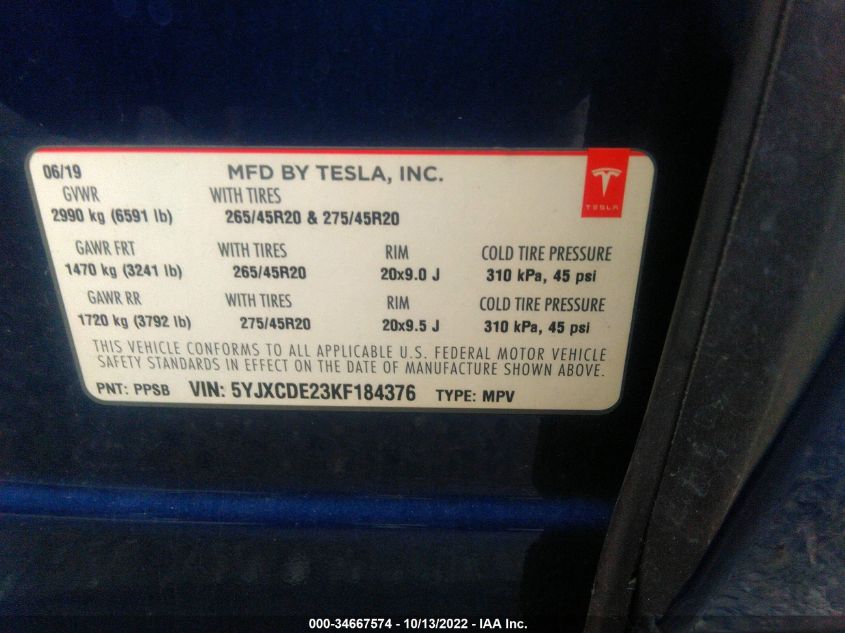 06/19 MFD BY TESLA, INC.
TESLA
GVWR WITH TIRES
2990 kg (6591 lb) 265/45R20 & 275/45R20
GAWR FRT WITH TIRES RIM COLD TIRE PRESSURE
1470 kg (3241 lb) 265/45R20 20x9.0 J 310 kPa, 45 psi
GAWR RR WITH TIRES RIM COLD TIRE PRESSURE
1720 kg (3792 lb) 275/45R20 20x9.5 J 310 kPa, 45 psi
THIS VEHICLE CONFORMS TO ALL APPLICABLE U.S. FEDERAL MOTOR VEHICLE
SAFETY STANDARDS IN EFFECT ON THE DATE OF MANUFACTURE SHOWN ABOVE.
PNT: PPSB VIN: 5YJXCDE23KF184376 TYPE: MPV
000-34667574 - 10/13/2022 - IAA Inc.